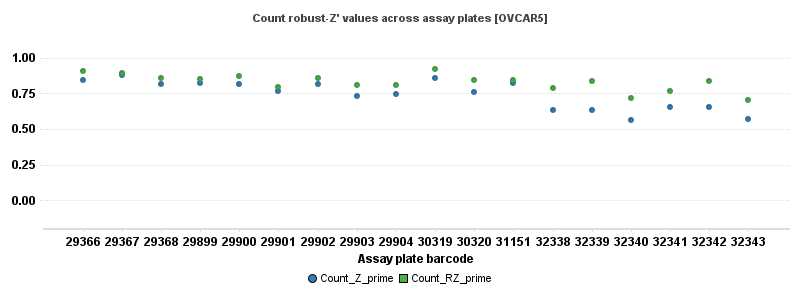 Count robust-Z' values across assay plates [OVCAR5]
1.00
0.75
0.50
0.25
0.00
29366 29367 29368 29899 29900 29901 29902 29903 29904 30319 30320 31151 32338 32339 32340 32341 32342 32343
Assay plate barcode
Count_Z_prime Count_RZ_prime